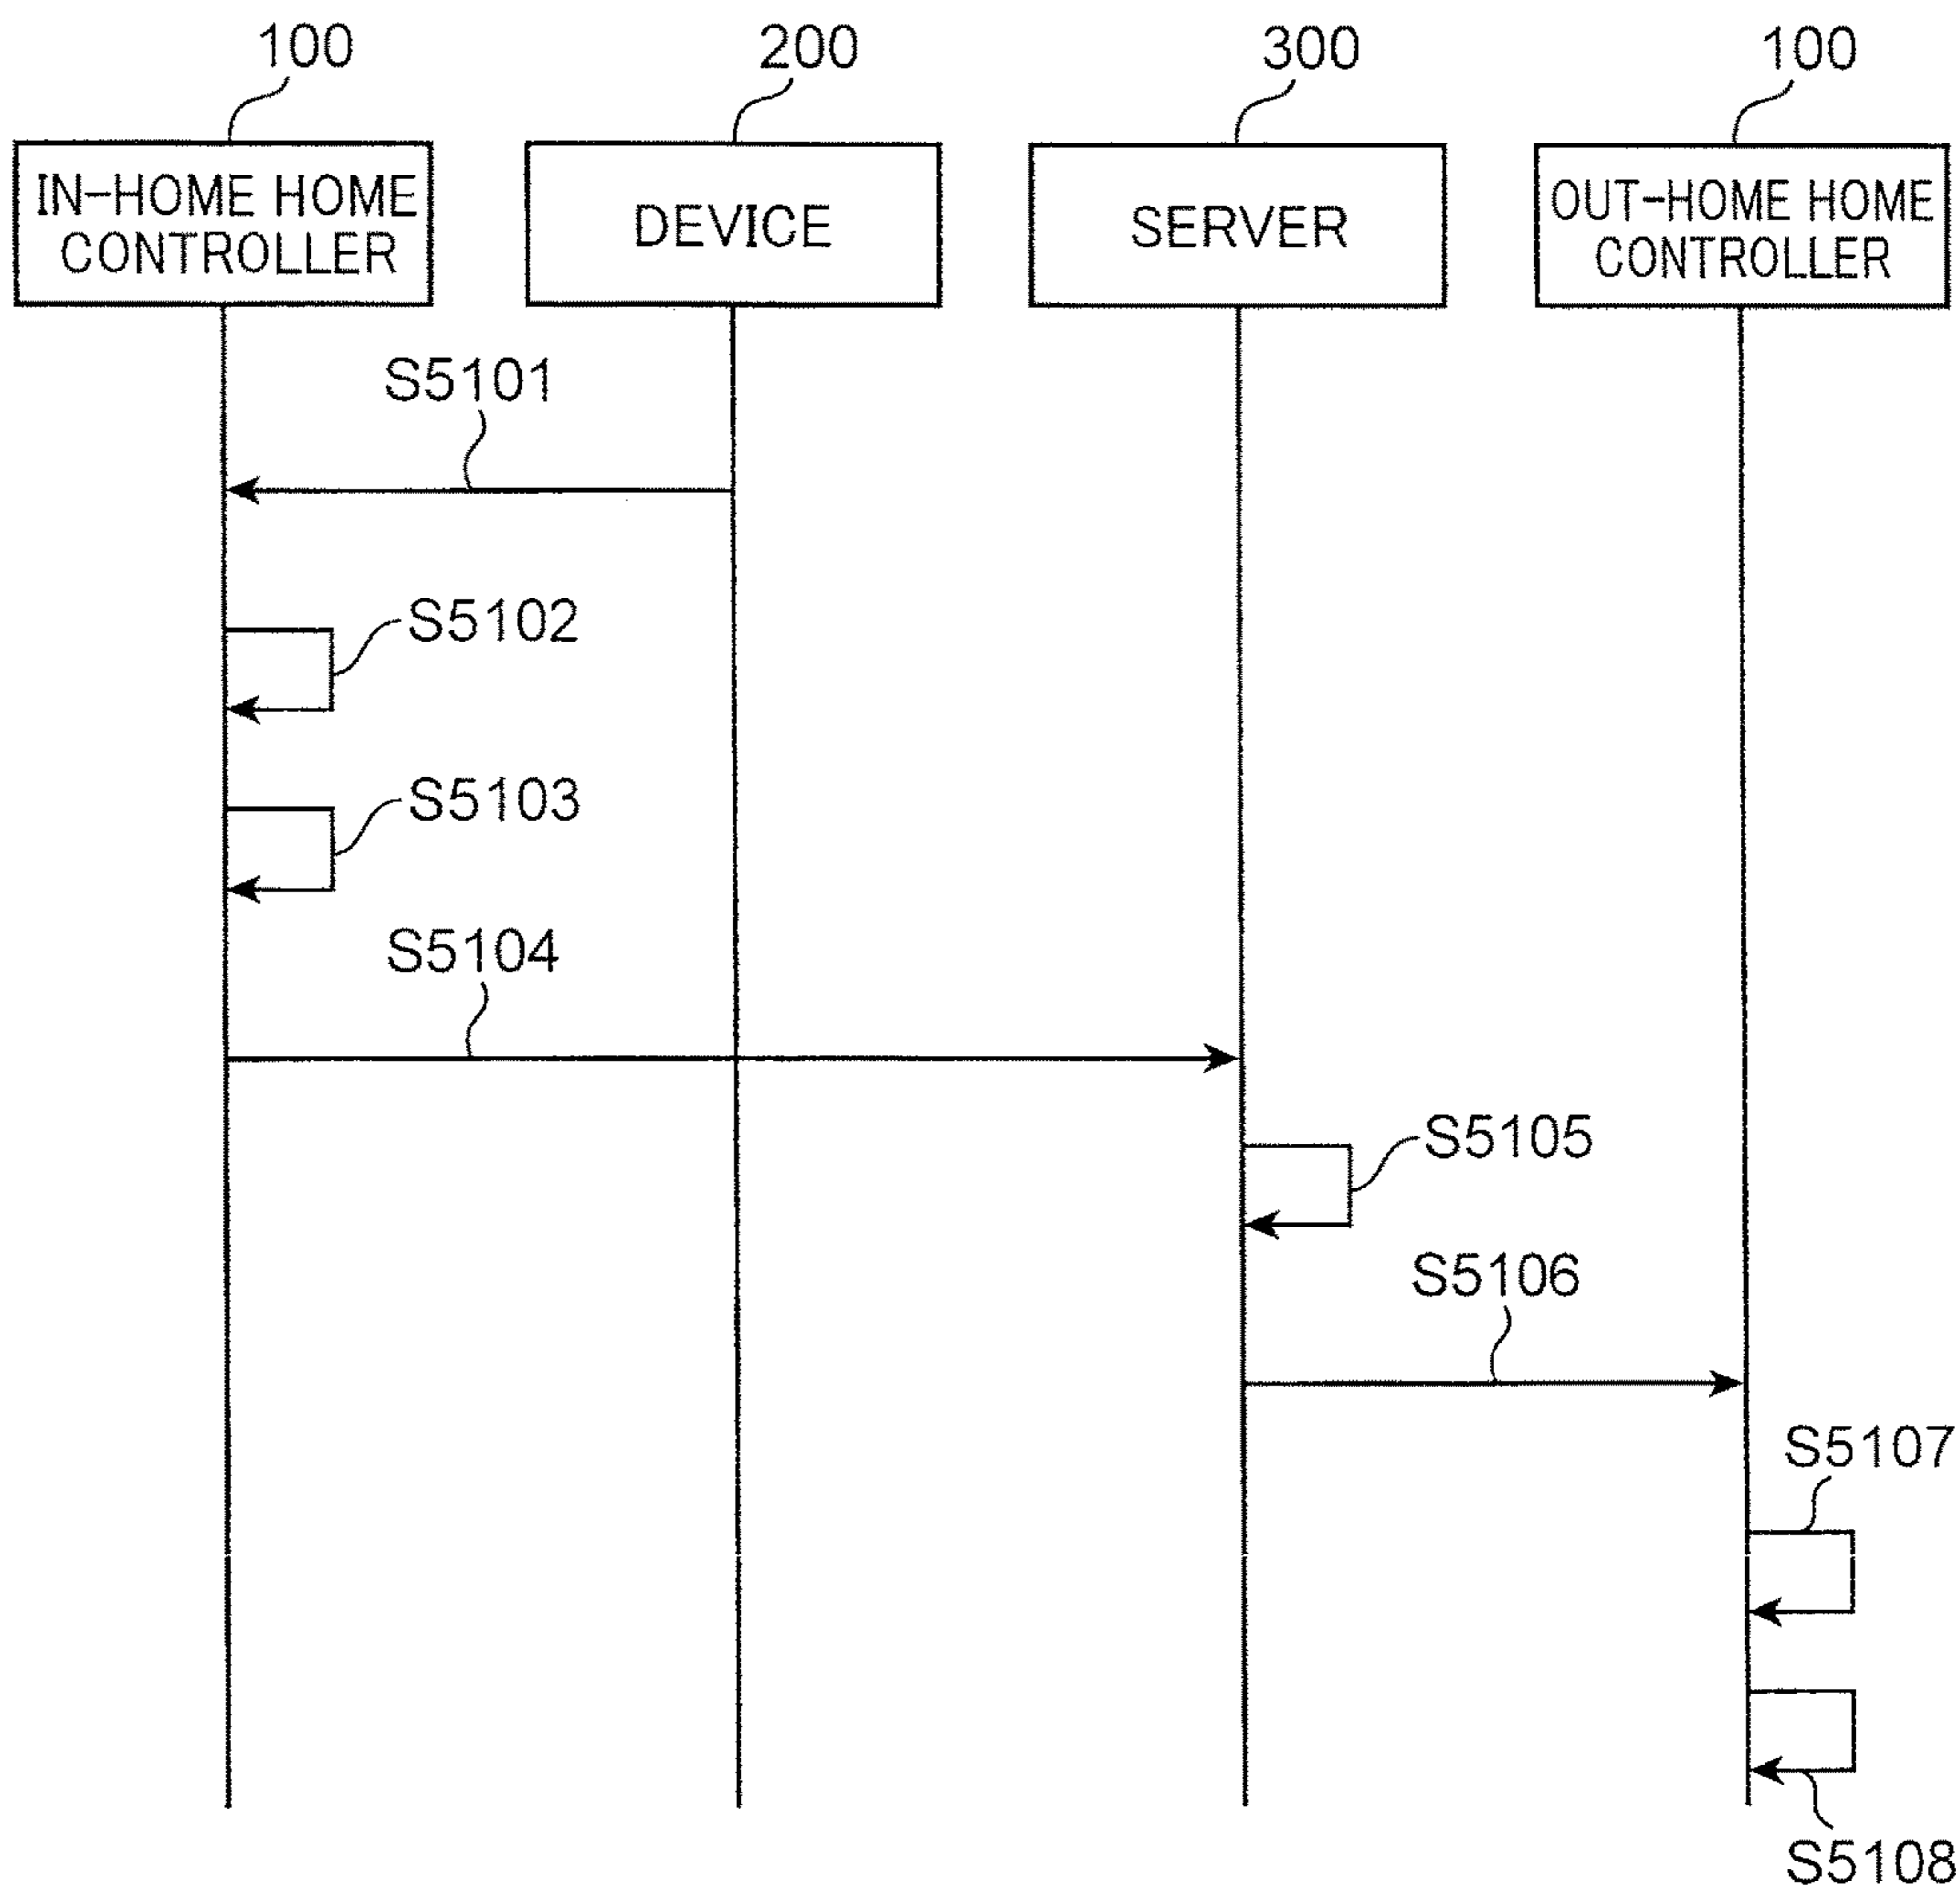 100
200
300
100
IN-HOME HOME
CONTROLLER
DEVICE
SERVER
OUT-HOME HOME
CONTROLLER
S5101
S5102
S5103
S5104
S5105
S5106
S5107
S5108